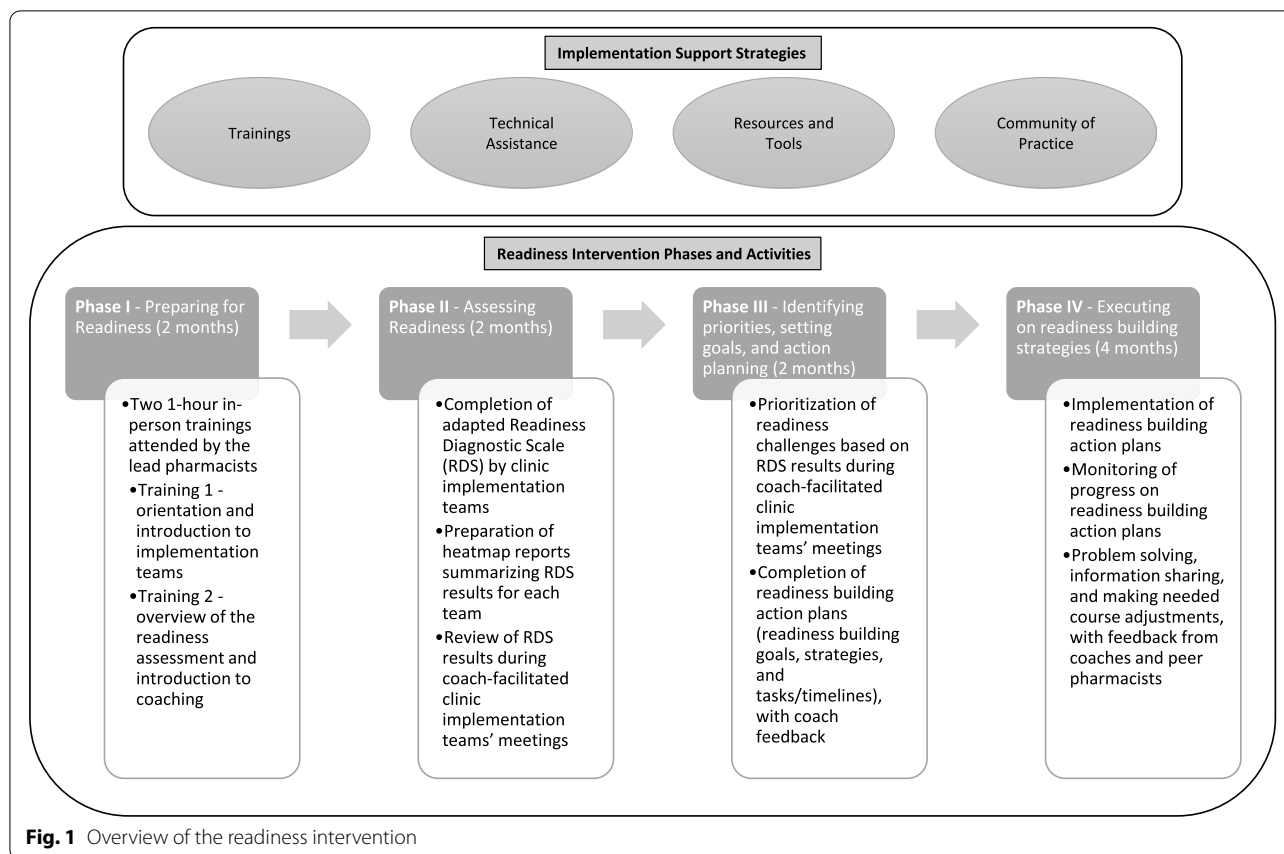 Implementation Support Strategies
Trainings
Technical
Assistance
Resources and
Tools
Community of
Practice
Readiness Intervention Phases and Activities
Phase I - Preparing for
Readiness (2 months)
•Two 1-hour in-
person trainings
attended by the
lead pharmacists
•Training 1 -
orientation and
introduction to
implementation
teams
•Training 2 -
overview of the
readiness
assessment and
introduction to
coaching
Phase II - Assessing
Readiness (2 months)
•Completion of
adapted Readiness
Diagnostic Scale
(RDS) by clinic
implementation
teams
•Preparation of
heatmap reports
summarizing RDS
results for each
team
•Review of RDS
results during
coach-facilitated
clinic
implementation
teams’ meetings
Phase III - Identifying
priorities, setting
goals, and action
planning (2 months)
•Prioritization of
readiness
challenges based on
RDS results during
coach-facilitated
clinic
implementation
teams’ meetings
•Completion of
readiness building
action plans
(readiness building
goals, strategies,
and
tasks/timelines),
with coach
feedback
Phase IV - Executing
on readiness building
strategies (4 months)
•Implementation of
readiness building
action plans
•Monitoring of
progress on
readiness building
action plans
•Problem solving,
information sharing,
and making needed
course adjustments,
with feedback from
coaches and peer
pharmacists
Fig. 1 Overview of the readiness intervention